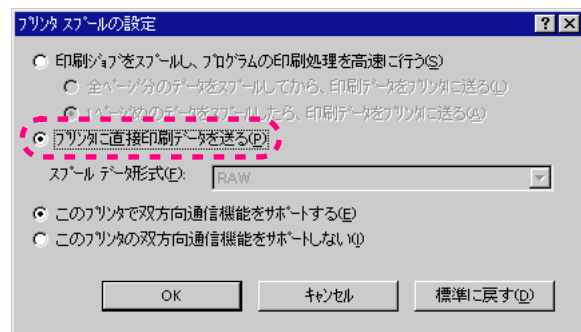 ﾌﾟﾘﾝﾀ ｽﾌﾟｰﾙの設定
印刷ｼﾞｮﾌﾞをｽﾌﾟｰﾙし、ﾌﾟﾛｸﾞﾗﾑの印刷処理を高速に行う(S)
全ﾍﾟｰｼﾞ分のﾃﾞｰﾀをｽﾌﾟｰﾙしてから、印刷ﾃﾞｰﾀをﾌﾟﾘﾝﾀに送る(L)
1ﾍﾟｰｼﾞ目のﾃﾞｰﾀをｽﾌﾟｰﾙしたら、印刷ﾃﾞｰﾀをﾌﾟﾘﾝﾀに送る(A)
ﾌﾟﾘﾝﾀに直接印刷ﾃﾞｰﾀを送る(P)
ｽﾌﾟｰﾙ ﾃﾞｰﾀ形式(F): RAW
このﾌﾟﾘﾝﾀで双方向通信機能をｻﾎﾟｰﾄする(E)
このﾌﾟﾘﾝﾀの双方向通信機能をｻﾎﾟｰﾄしない(I)
OK ｷｬﾝｾﾙ 標準に戻す(D)